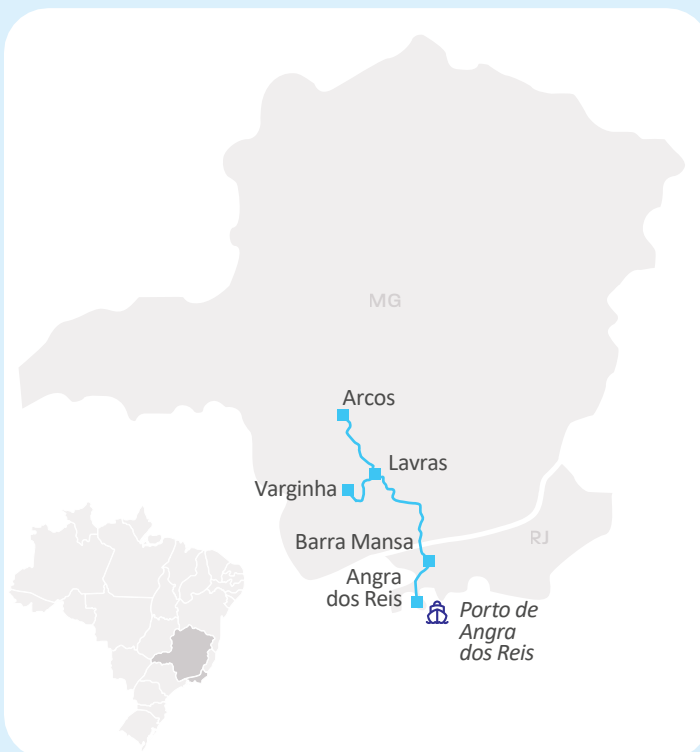 MG
Arcos
Lavras
Varginha
RJ
Barra Mansa
Angra
dos Reis
Porto de
Angra
dos Reis